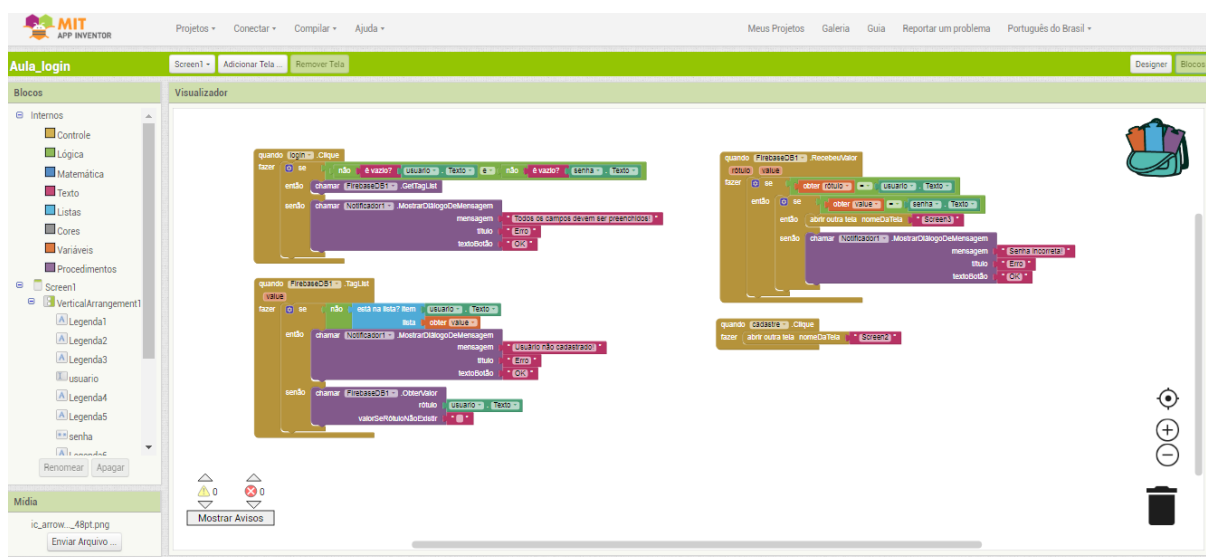 MIT
APP INVENTOR
Projetos
Conectar
Compilar
Ajuda
Meus Projetos
Galeria
Guia
Reportar um problema
Português do Brasil
Aula_login
Screen1
Adicionar Tela ...
Remover Tela
Designer
Blocos
Blocos
Visualizador
Internos
Controle
Lógica
Matemática
Texto
Listas
Cores
Variáveis
Procedimentos
Screen1
VerticalArrangement1
Legenda1
Legenda2
Legenda3
usuario
Legenda4
Legenda5
senha
Legenda6
Renomear
Apagar
Mídia
ic_arrow..._48pt.png
Enviar Arquivo ...
quando login .Clique
fazer se não é vazio? usuario . Texto e não é vazio? senha . Texto
então chamar FirebaseDB1 .GetTagList
senão chamar Notificador1 .MostrarDiálogoDeMensagem
mensagem " Todos os campos devem ser preenchidos! "
título " Erro "
textoBotão " OK "
quando FirebaseDB1 .TagList
value
fazer se não está na lista? item usuario . Texto
lista obter value
então chamar Notificador1 .MostrarDiálogoDeMensagem
mensagem " Usuário não cadastrado! "
título " Erro "
textoBotão " OK "
senão chamar FirebaseDB1 .ObterValor
rótulo usuario . Texto
valorSeRótuloNãoExistir " "
quando FirebaseDB1 .RecebeuValor
rótulo value
fazer se obter rótulo = usuario . Texto
então se obter value = senha . Texto
então abrir outra tela nomeDaTela " Screen3 "
senão chamar Notificador1 .MostrarDiálogoDeMensagem
mensagem " Senha Incorreta! "
título " Erro "
textoBotão " OK "
quando cadastre .Clique
fazer abrir outra tela nomeDaTela " Screen2 "
0
0
Mostrar Avisos